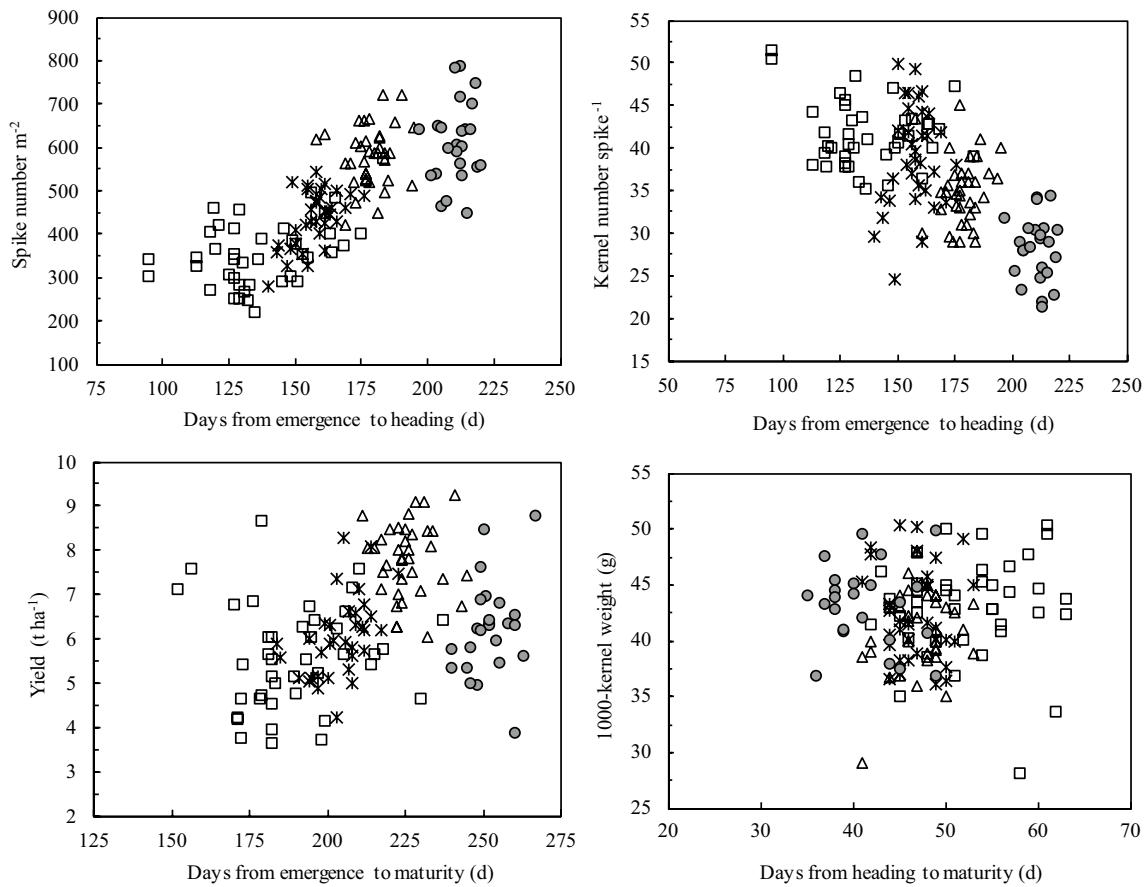 900
800
700
600
500
400
300
200
100
75 100 125 150 175 200 225 250
Spike number m⁻²
Days from emergence to heading (d)
55
50
45
40
35
30
25
20
15
50 75 100 125 150 175 200 225 250
Kernel number spike⁻¹
Days from emergence to heading (d)
10
9
8
7
6
5
4
3
2
125 150 175 200 225 250 275
Yield (t ha⁻¹)
Days from emergence to maturity (d)
55
50
45
40
35
30
25
20 30 40 50 60 70
1000-kernel weight (g)
Days from heading to maturity (d)